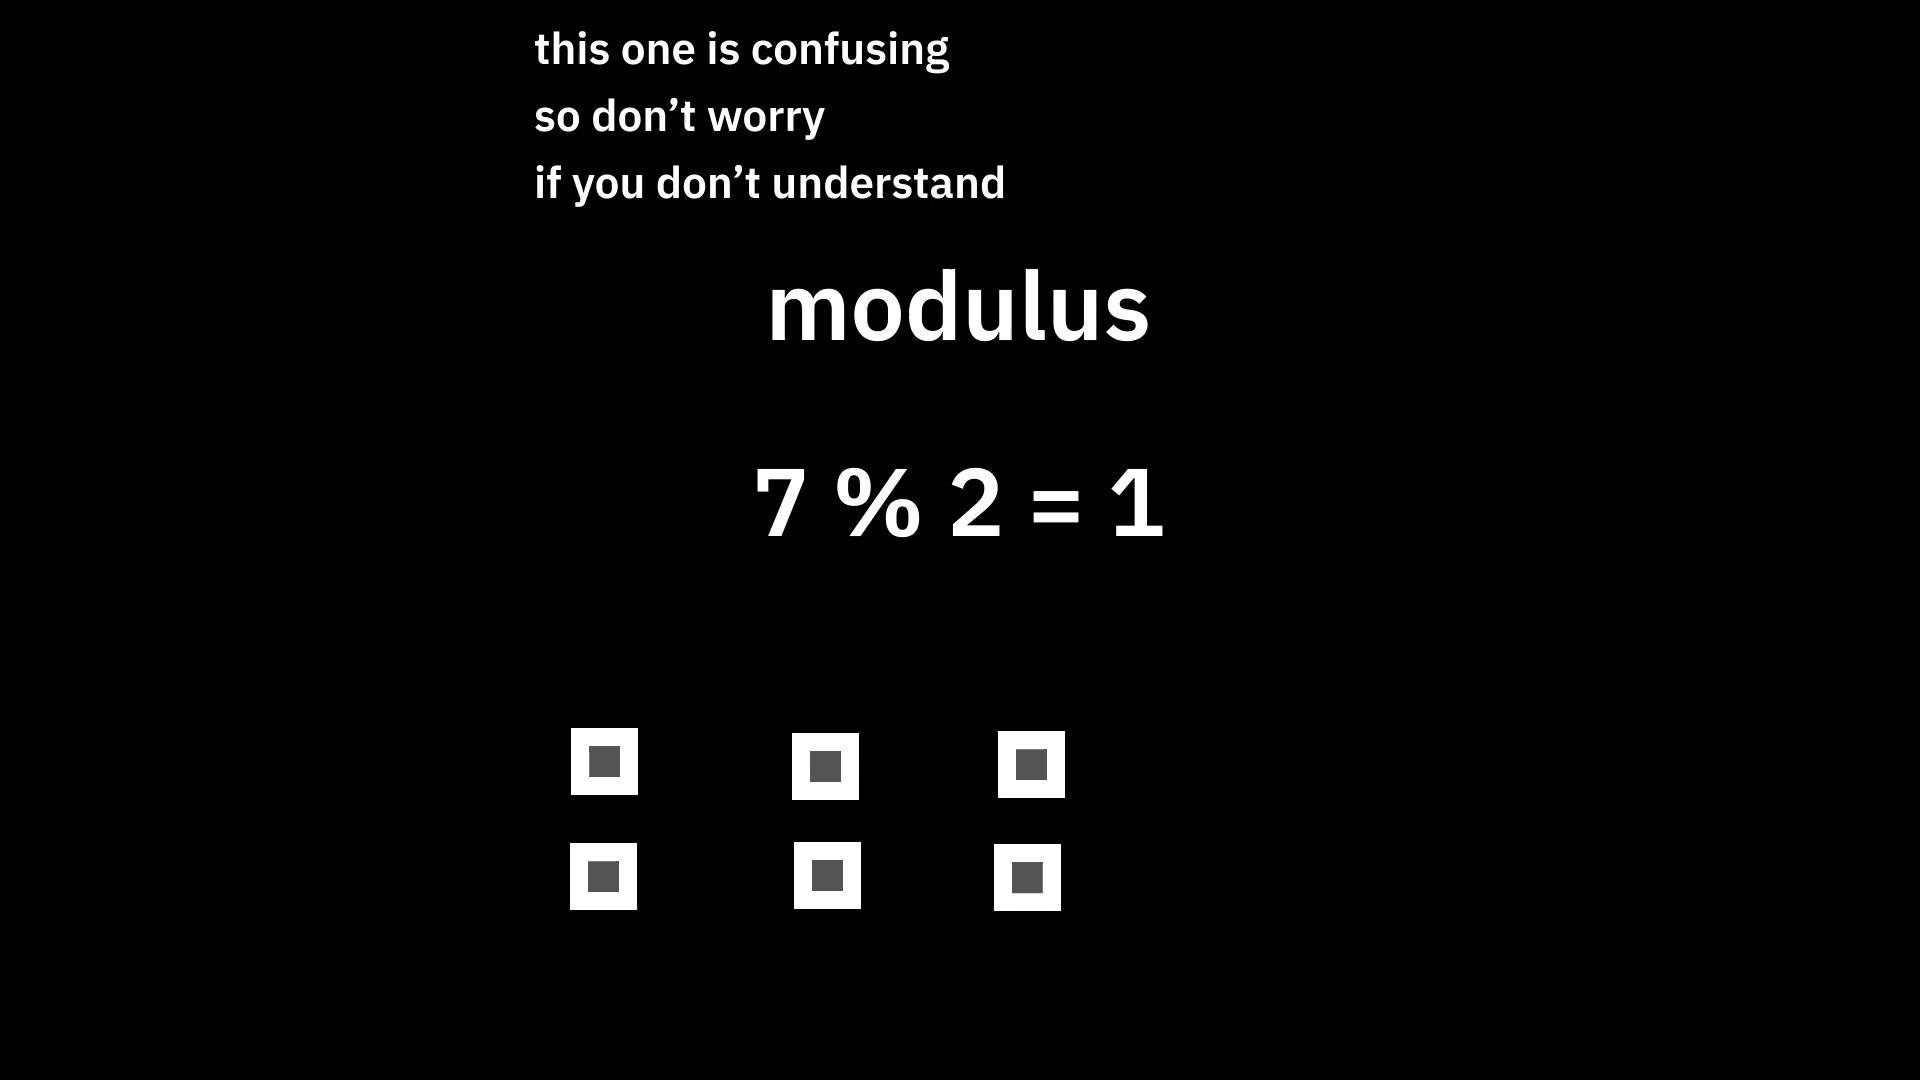 this one is confusing
so don’t worry
if you don’t understand
modulus
7 % 2 = 1